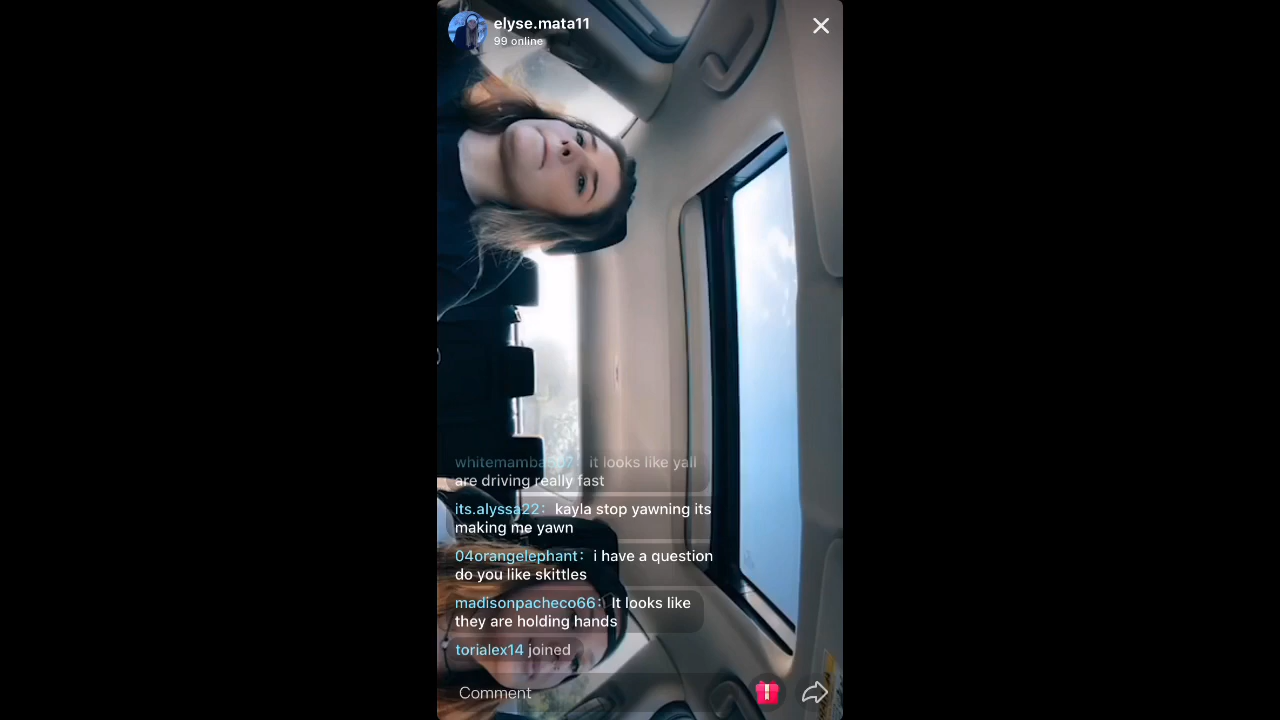 elyse.mata11
99 online
it looks like yall
are driving really fast
its.alyssa22: kayla stop yawning its
making me yawn
04orangelephant: i have a question
do you like skittles
madisonpacheco66: It looks like
they are holding hands
torialex14 joined
Comment